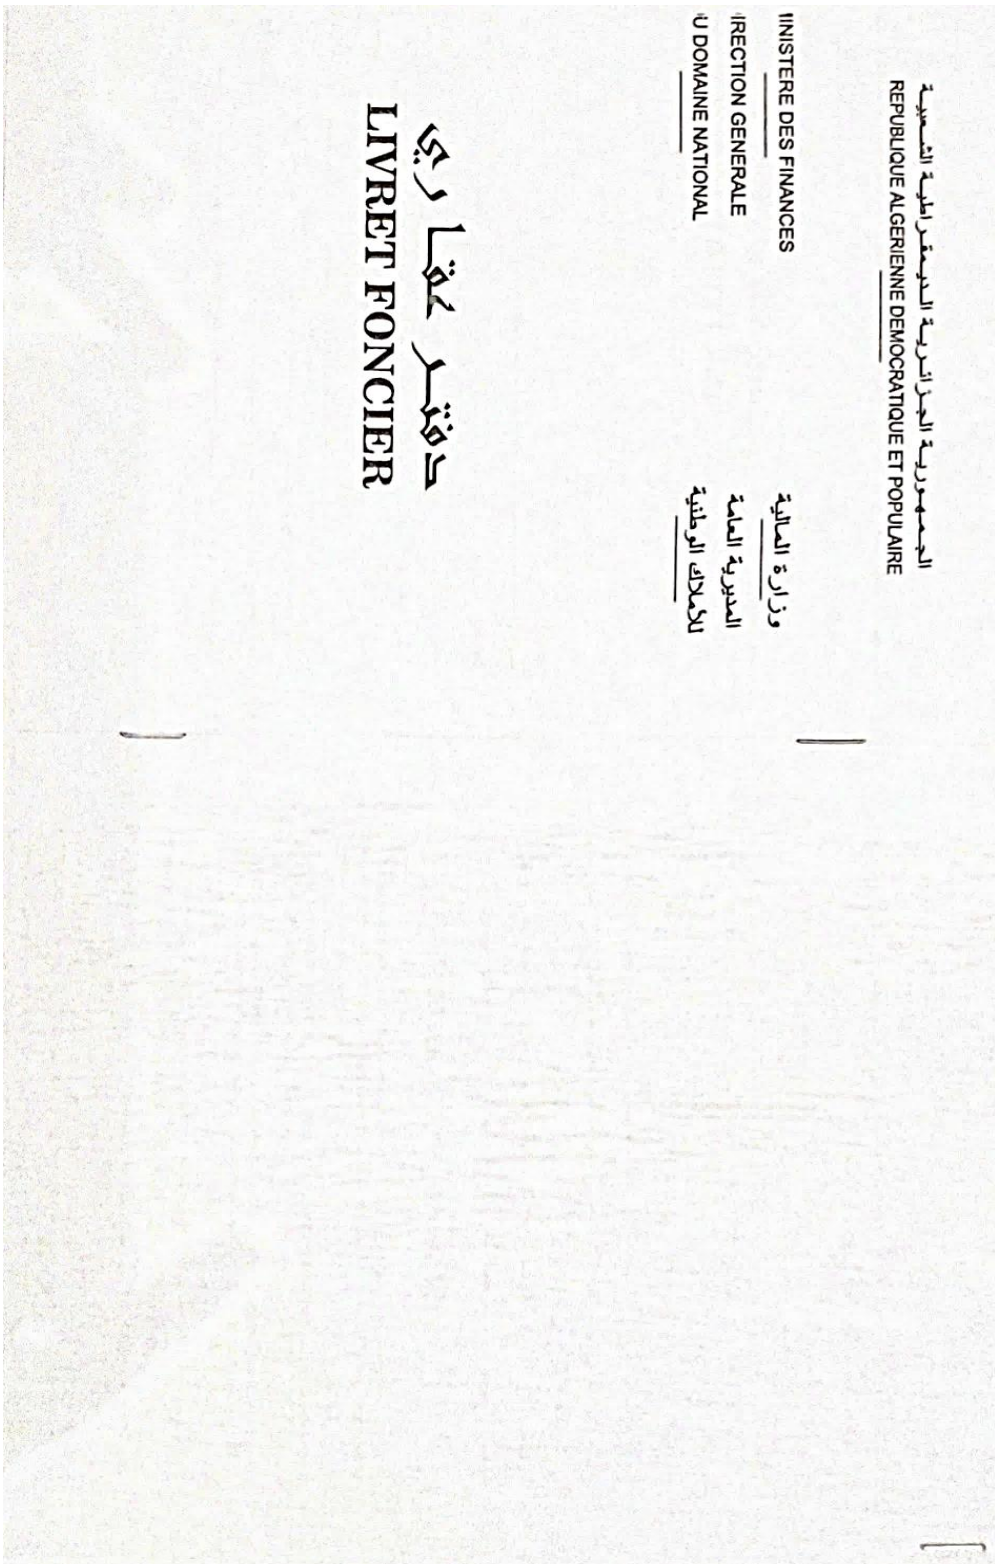 الجمهورية الجزائرية الديمقراطية الشعبية
REPUBLIQUE ALGERIENNE DEMOCRATIQUE ET POPULAIRE
INISTERE DES FINANCES
وزارة المالية
IRECTION GENERALE
المديرية العامة
U DOMAINE NATIONAL
للأملاك الوطنية
دفتر عقاري
LIVRET FONCIER